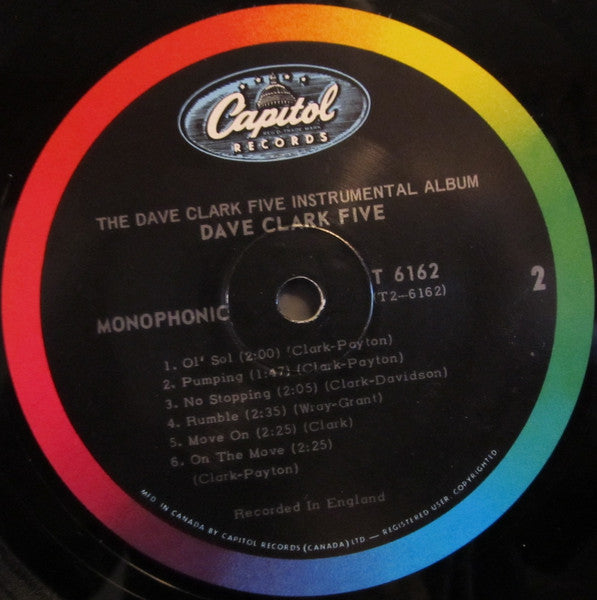 Capitol
REG'D. TRADE MARK
RECORDS
THE DAVE CLARK FIVE INSTRUMENTAL ALBUM
DAVE CLARK FIVE
T 6162
(T2-6162)
2
MONOPHONIC
1. Ol' Sol (2:00) (Clark-Payton)
2. Pumping (1:47) (Clark-Payton)
3. No Stopping (2:05) (Clark-Davidson)
4. Rumble (2:35) (Wray-Grant)
5. Move On (2:25) (Clark)
6. On The Move (2:25)
(Clark-Payton)
Recorded In England
MFD. IN CANADA BY CAPITOL RECORDS (CANADA) LTD — REGISTERED USER. COPYRIGHTED